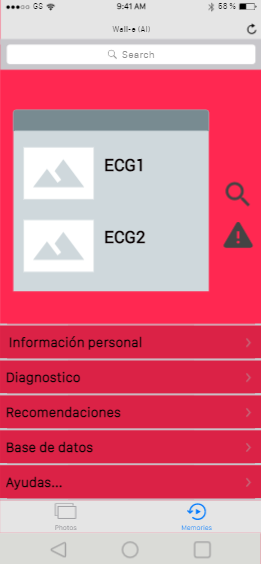 GS 9:41 AM 58 %
Wall-e (AI)
Search
ECG1
ECG2
Información personal
Diagnostico
Recomendaciones
Base de datos
Ayudas...
Photos Memories